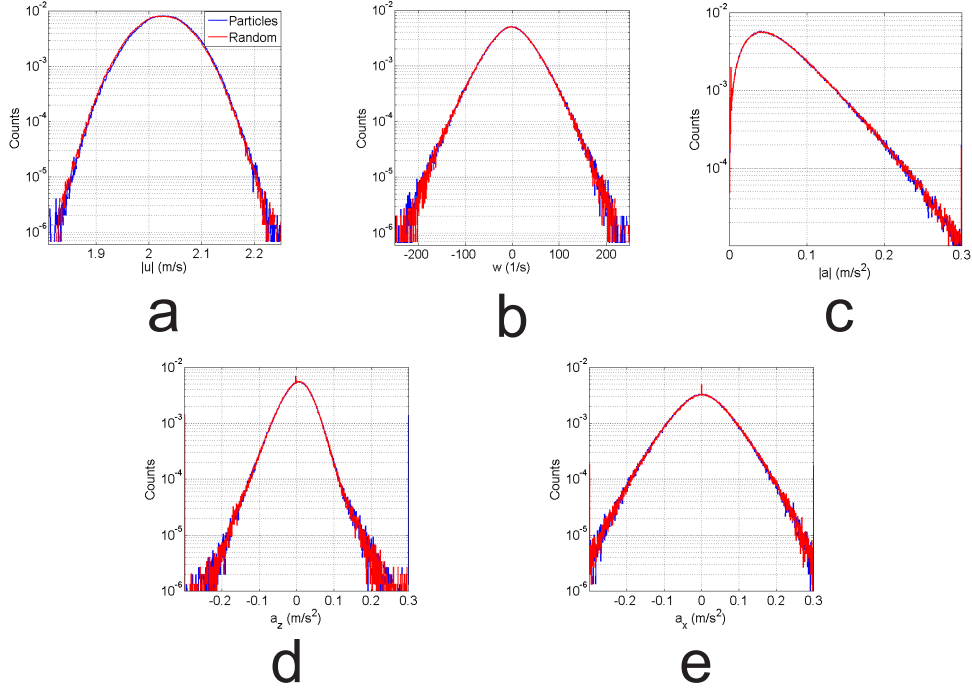 10^-2
10^-3
10^-4
10^-5
10^-6
Counts
1.9 2 2.1 2.2
|u| (m/s)
Particles
Random
a
10^-2
10^-3
10^-4
10^-5
10^-6
Counts
-200 -100 0 100 200
w (1/s)
b
10^-2
10^-3
10^-4
Counts
0 0.1 0.2 0.3
|a| (m/s²)
c
10^-2
10^-3
10^-4
10^-5
10^-6
Counts
-0.2 -0.1 0 0.1 0.2 0.3
a_z (m/s²)
d
10^-2
10^-3
10^-4
10^-5
10^-6
Counts
-0.2 -0.1 0 0.1 0.2 0.3
a_x (m/s²)
e